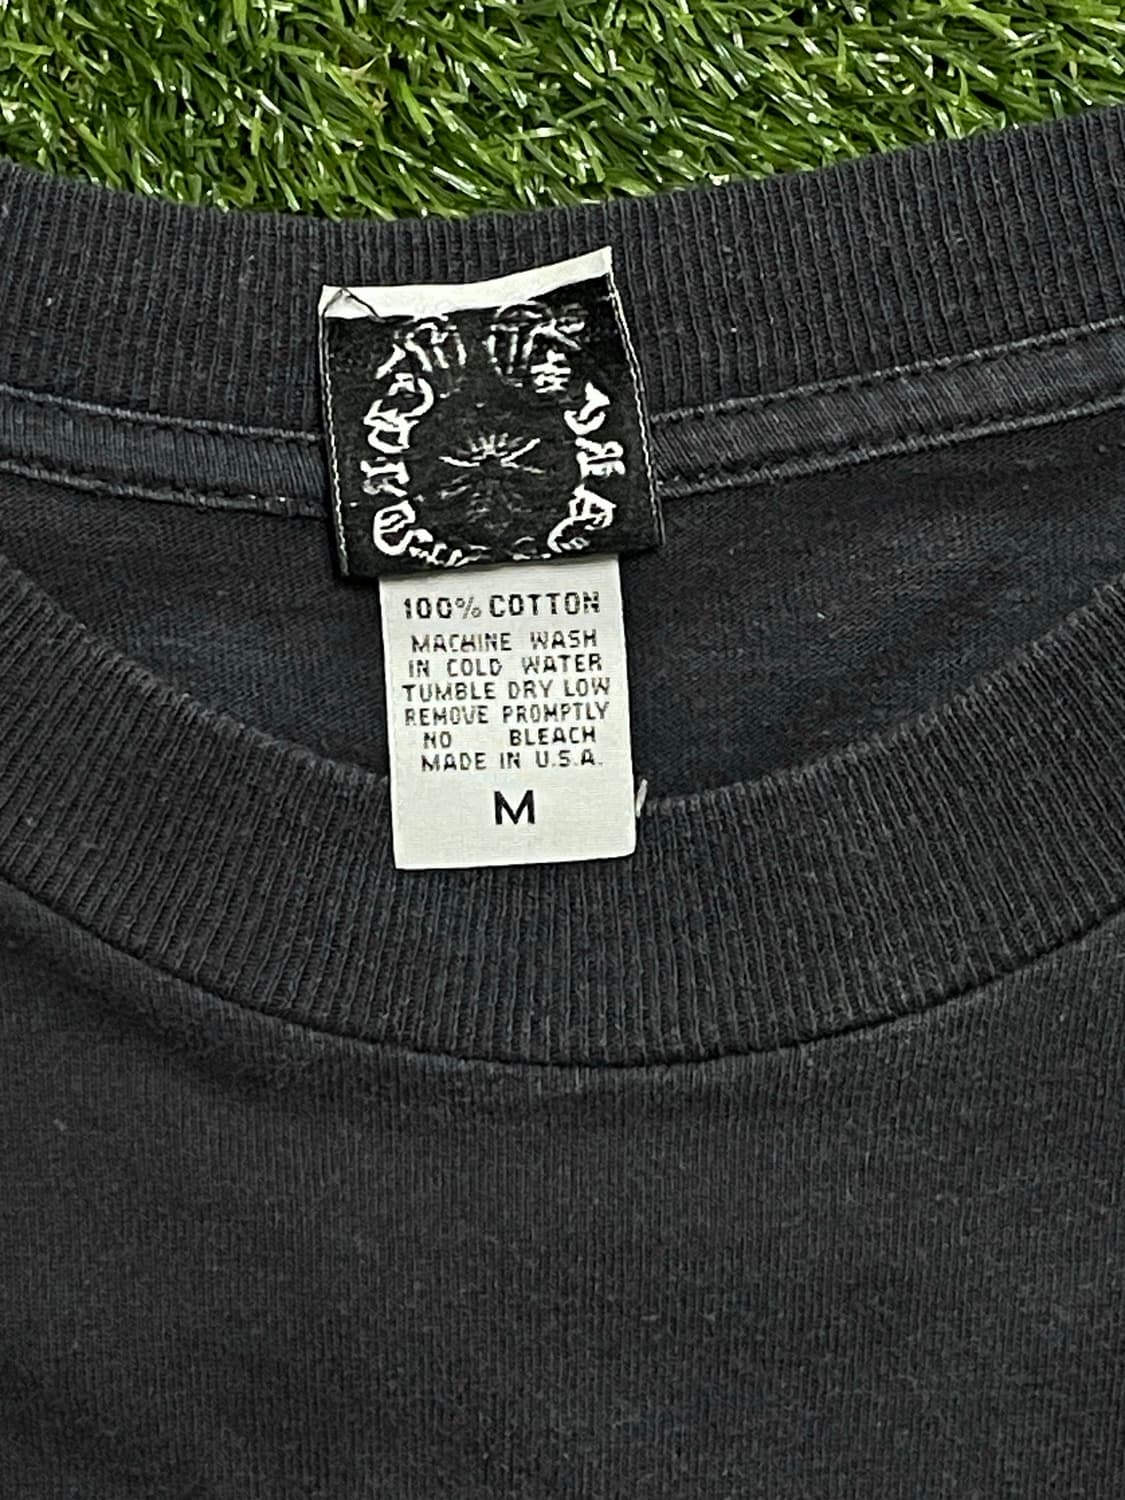 100% COTTON
MACHINE WASH
IN COLD WATER
TUMBLE DRY LOW
REMOVE PROMPTLY
NO BLEACH
MADE IN U.S.A.
M